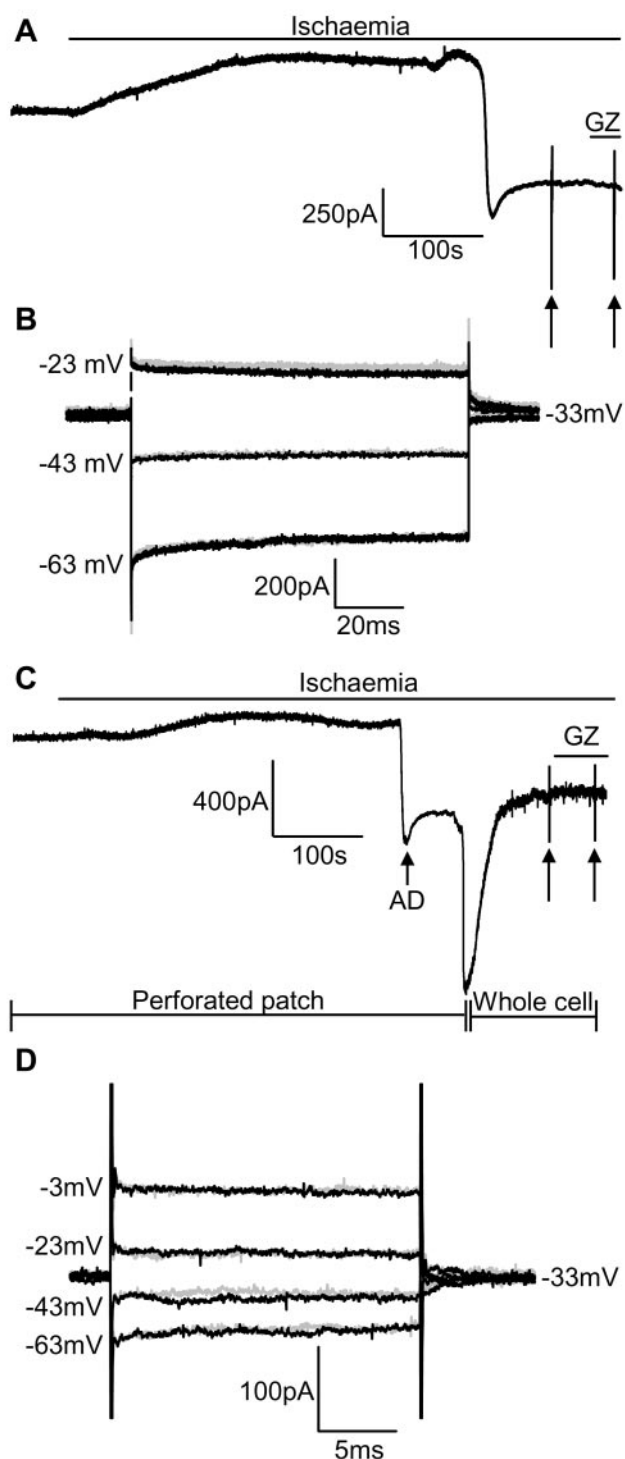 A
Ischaemia
GZ
250pA
100s
B
-23 mV
-33mV
-43 mV
-63 mV
200pA
20ms
C
Ischaemia
GZ
400pA
100s
AD
Perforated patch
Whole cell
D
-3mV
-23mV
-33mV
-43mV
-63mV
100pA
5ms